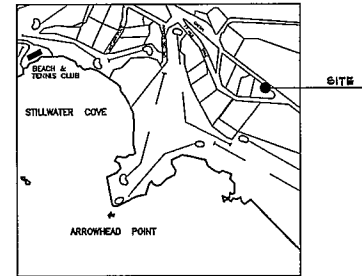 SITE
BEACH &
TENNIS CLUB
STILLWATER COVE
ARROWHEAD POINT